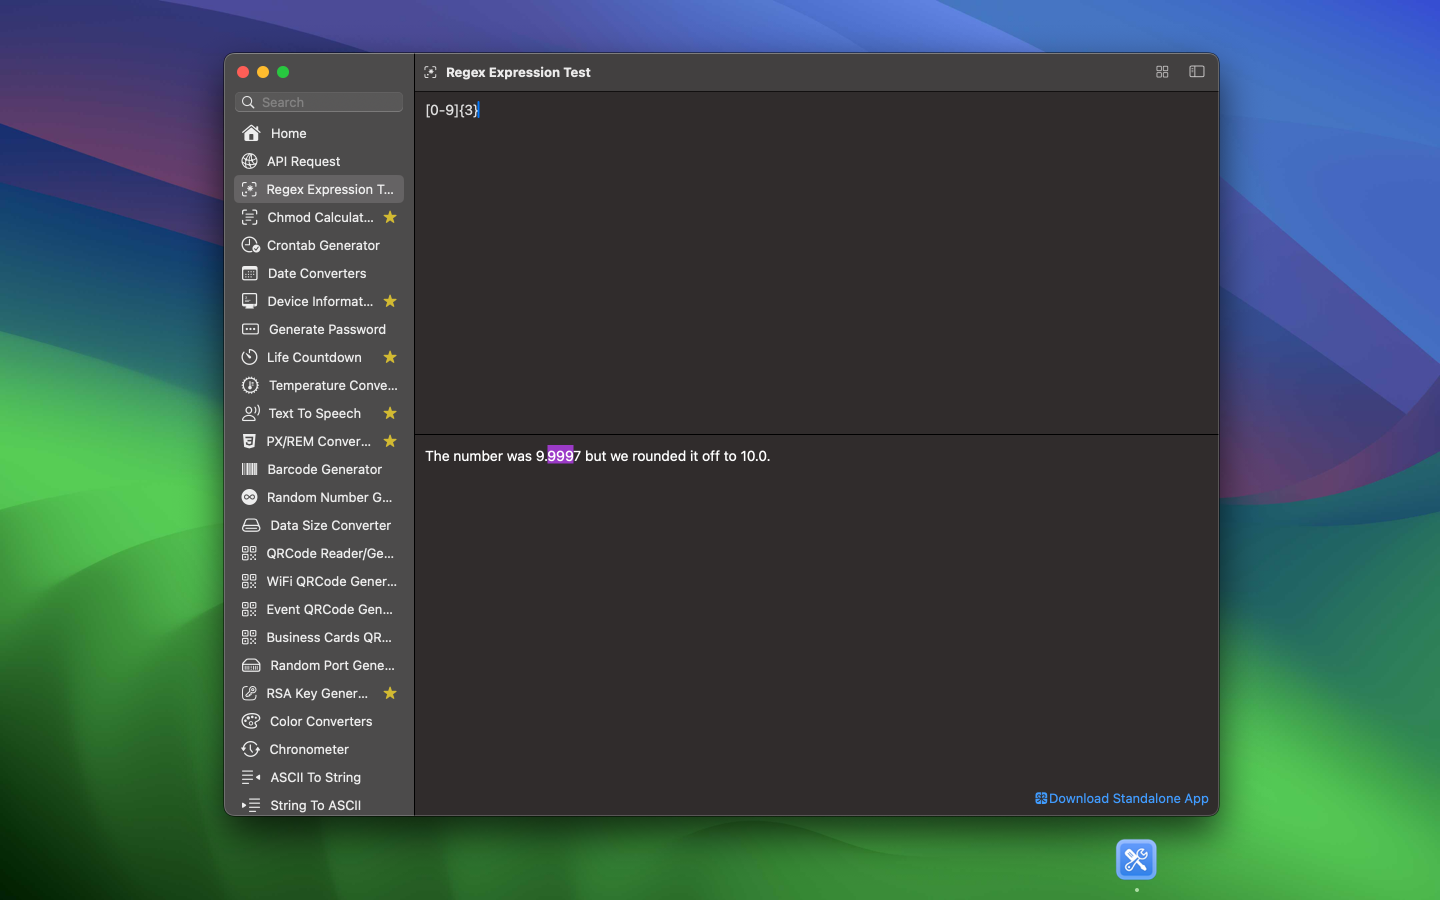 Regex Expression Test
Search
Home
API Request
Regex Expression T...
Chmod Calculat...
Crontab Generator
Date Converters
Device Informat...
Generate Password
Life Countdown
Temperature Conve...
Text To Speech
PX/REM Conver...
Barcode Generator
Random Number G...
Data Size Converter
QRCode Reader/Ge...
WiFi QRCode Gener...
Event QRCode Gen...
Business Cards QR...
Random Port Gene...
RSA Key Gener...
Color Converters
Chronometer
ASCII To String
String To ASCII
[0-9]{3}
The number was 9.9997 but we rounded it off to 10.0.
Download Standalone App